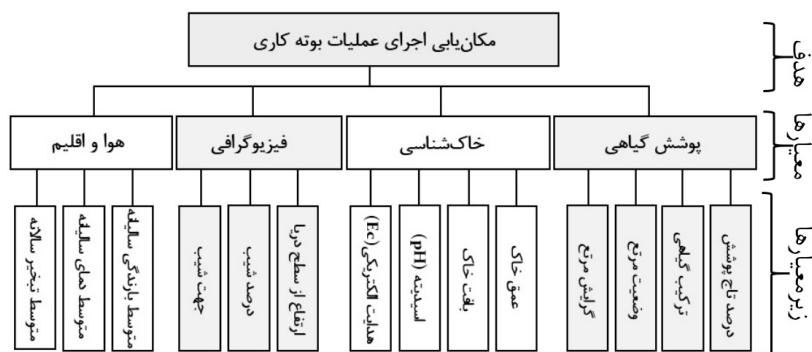 مکان‌یابی اجرای عملیات بوته کاری
هدف
پوشش گیاهی
خاک‌شناسی
فیزیوگرافی
هوا و اقلیم
معیارها
درصد تاج پوشش
ترکیب گیاهی
وضعیت مرتع
گرایش مرتع
عمق خاک
بافت خاک
اسیدیته (pH)
هدایت الکتریکی(Ec)
ارتفاع از سطح دریا
درصد شیب
جهت شیب
متوسط بارندگی سالیانه
متوسط دمای سالیانه
متوسط تبخیر سالانه
زیرمعیارها